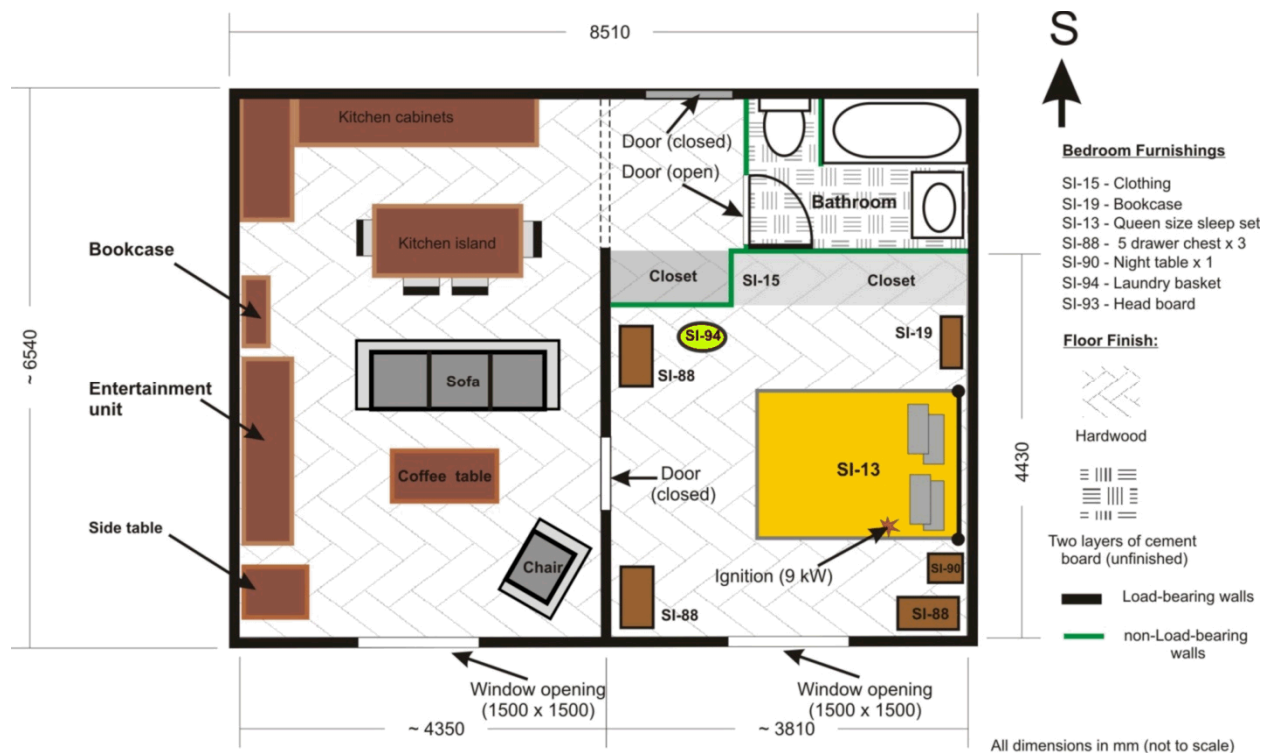 8510
S
Kitchen cabinets
Door (closed)
Door (open)
Bathroom
Bedroom Furnishings
SI-15 - Clothing
SI-19 - Bookcase
SI-13 - Queen size sleep set
SI-88 - 5 drawer chest x 3
SI-90 - Night table x 1
SI-94 - Laundry basket
SI-93 - Head board
Bookcase
Kitchen island
Closet
SI-15
Closet
~ 6540
SI-94
SI-19
SI-88
Floor Finish:
Hardwood
Entertainment
unit
Sofa
SI-13
4430
Coffee table
Door
(closed)
Side table
Two layers of cement
board (unfinished)
Chair
Ignition (9 kW)
SI-90
SI-88
SI-88
Load-bearing walls
non-Load-bearing
walls
Window opening
(1500 x 1500)
Window opening
(1500 x 1500)
~ 4350
~ 3810
All dimensions in mm (not to scale)